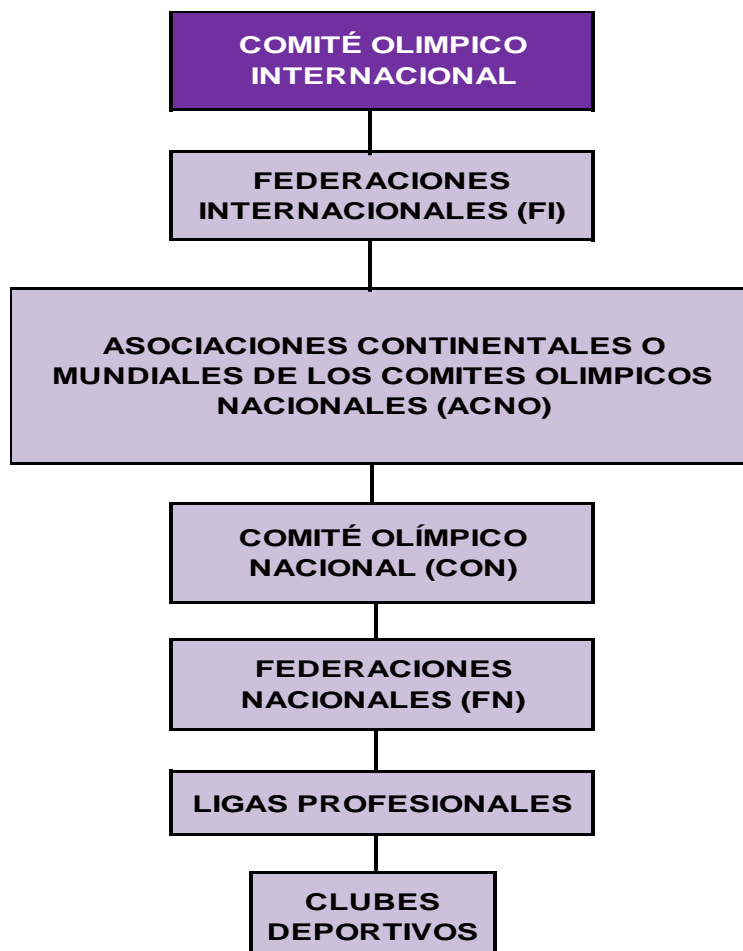 COMITÉ OLIMPICO
INTERNACIONAL
FEDERACIONES
INTERNACIONALES (FI)
ASOCIACIONES CONTINENTALES O
MUNDIALES DE LOS COMITES OLIMPICOS
NACIONALES (ACNO)
COMITÉ OLÍMPICO
NACIONAL (CON)
FEDERACIONES
NACIONALES (FN)
LIGAS PROFESIONALES
CLUBES
DEPORTIVOS